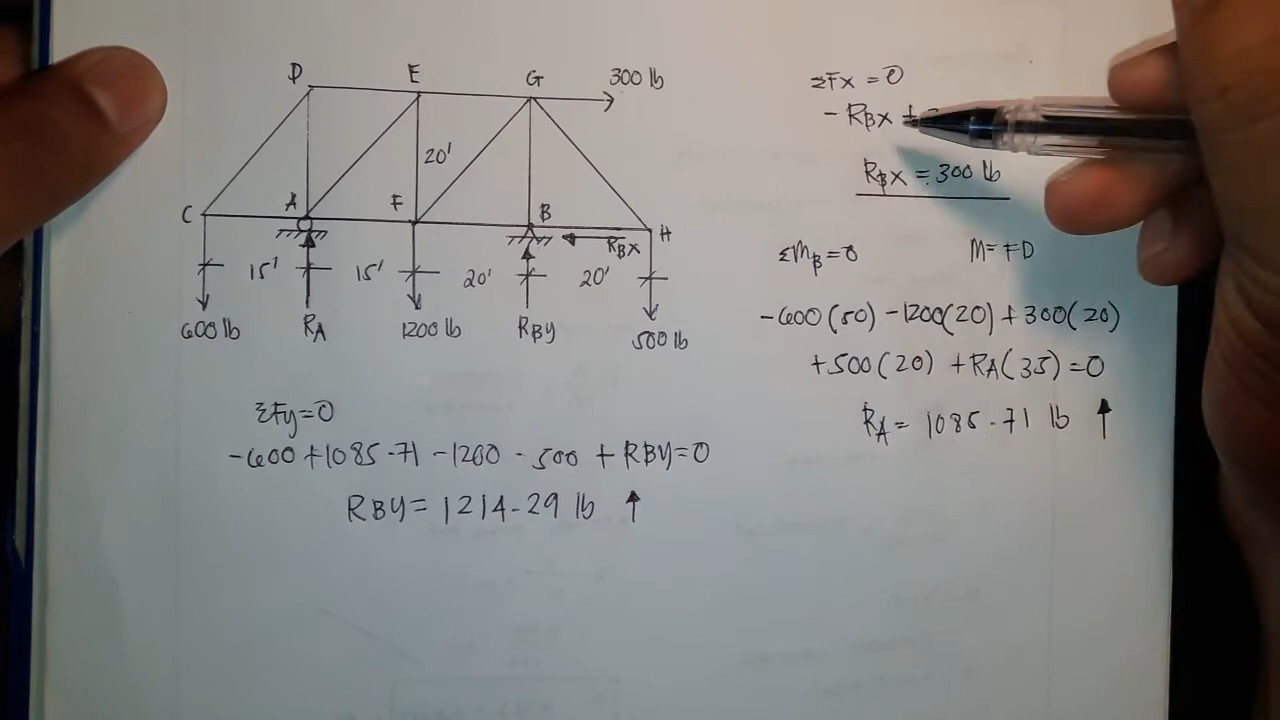 D E G 300 lb
20'
C A F B H
RBX
15' 15' 20' 20'
600 lb RA 1200 lb RBY 500 lb
ΣFx = 0
- RBX +
RBX = 300 lb
ΣMB = 0 M = FD
-600(50) -1200(20) +300(20)
+500(20) +RA(35) = 0
RA = 1085.71 lb ↑
ΣFy = 0
-600 +1085.71 -1200 - 500 + RBY = 0
RBY = 1214.29 lb ↑